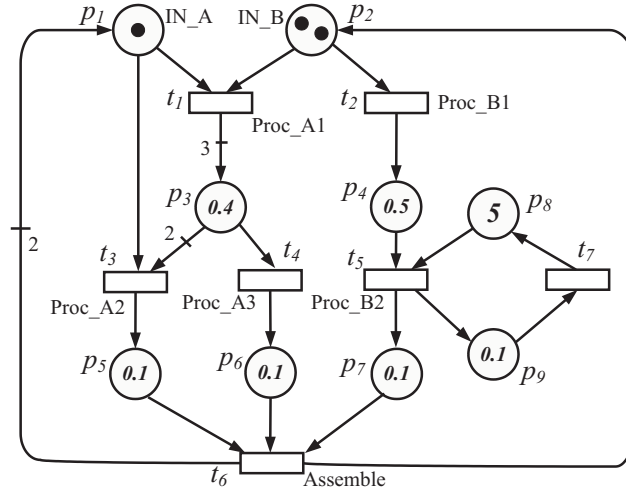 p1 IN_A IN_B p2
t1 Proc_A1 t2 Proc_B1
3
p3 0.4 p4 0.5 5 p8
2
2
t3 t4 t5 t7
Proc_A2 Proc_A3 Proc_B2
p5 0.1 p6 0.1 p7 0.1 0.1 p9
t6 Assemble